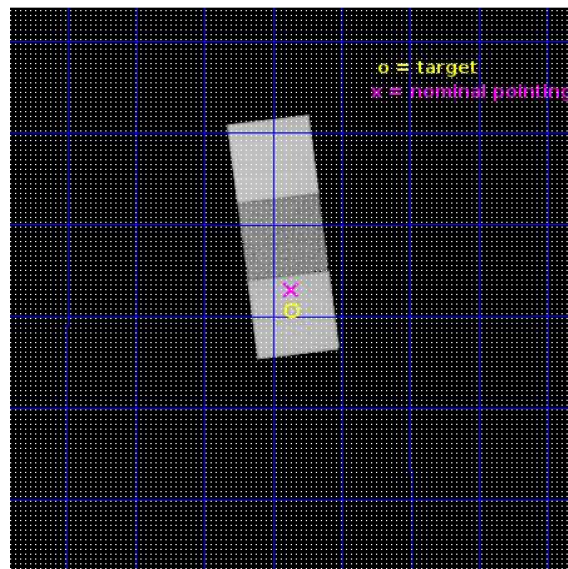 o = target
x = nominal pointing